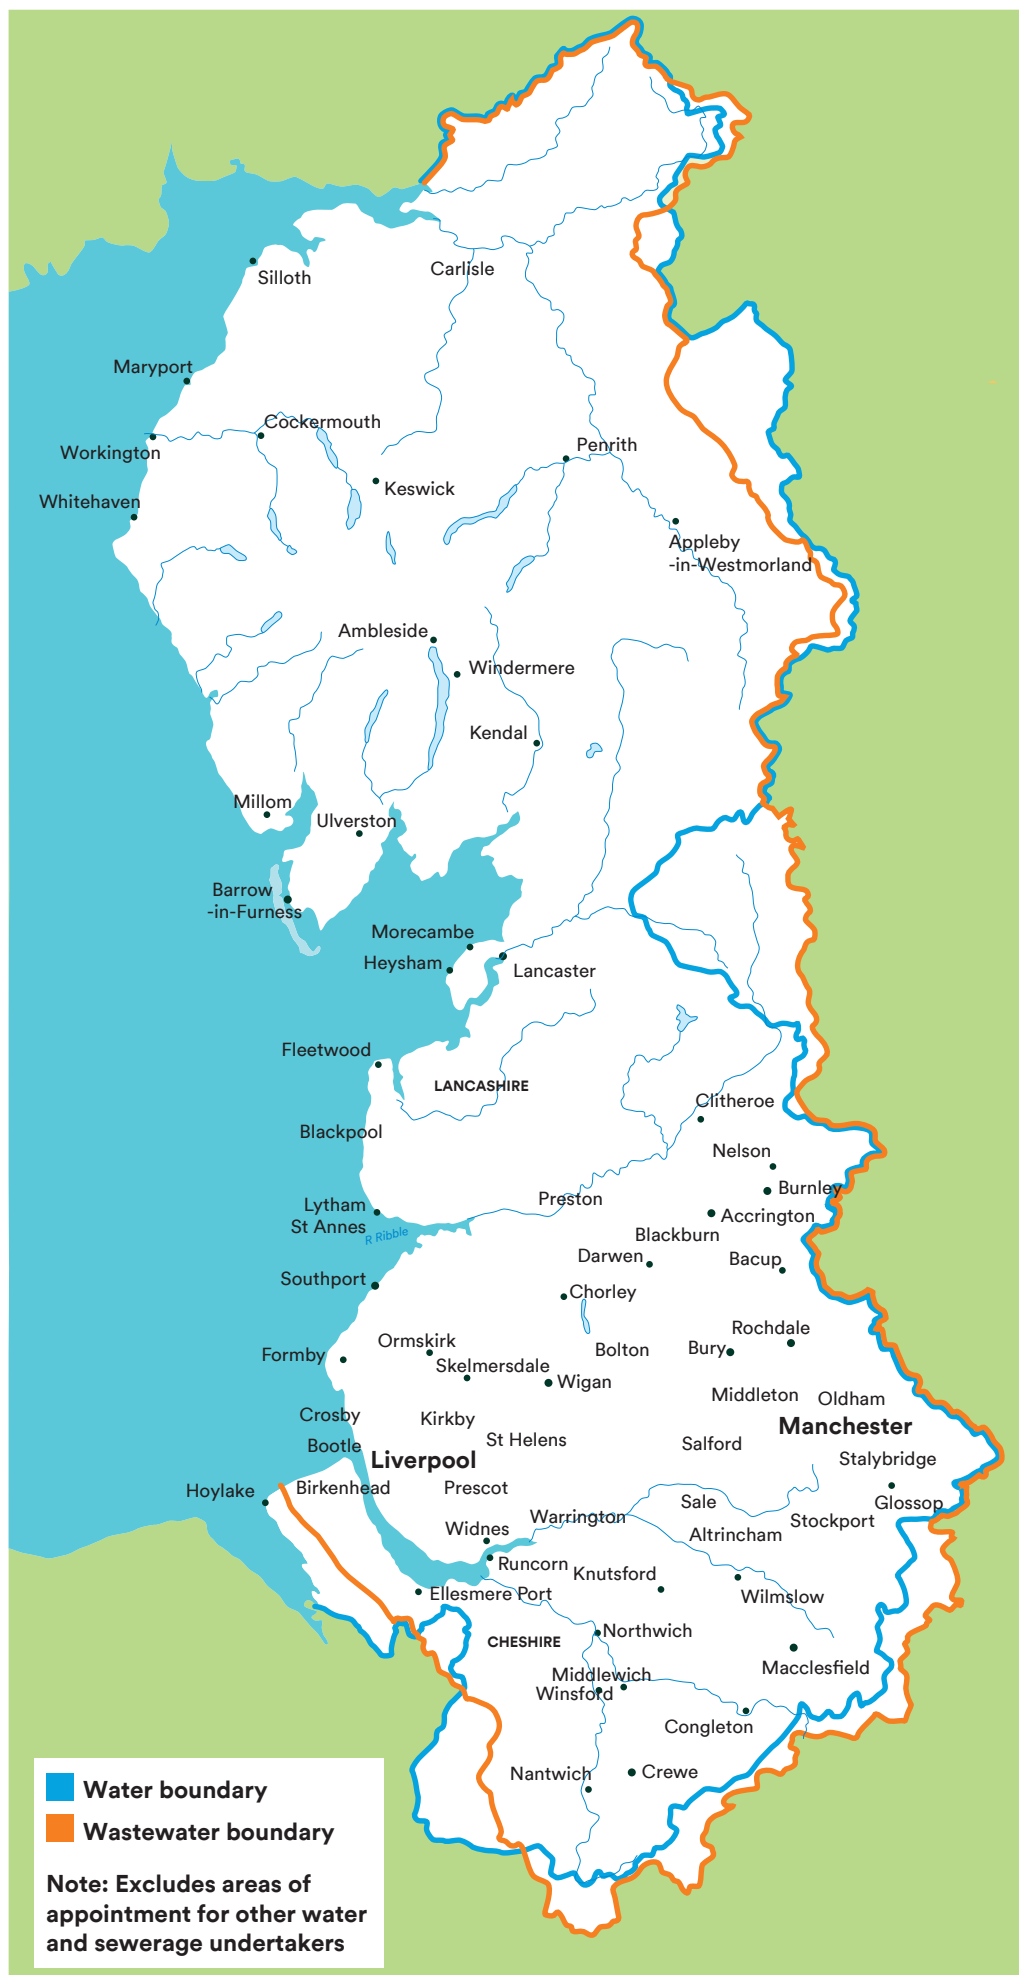 Carlisle
Silloth
Maryport
Cockermouth
Workington
Penrith
Keswick
Whitehaven
Appleby
-in-Westmorland
Ambleside
Windermere
Kendal
Millom
Ulverston
Barrow
-in-Furness
Morecambe
Heysham
Lancaster
Fleetwood
LANCASHIRE
Clitheroe
Blackpool
Nelson
Burnley
Preston
Lytham
St Annes
Accrington
R Ribble
Blackburn
Darwen
Bacup
Southport
Chorley
Rochdale
Ormskirk
Bolton
Bury
Formby
Skelmersdale
Wigan
Middleton
Oldham
Crosby
Kirkby
Manchester
Bootle
St Helens
Salford
Liverpool
Stalybridge
Hoylake
Birkenhead
Prescot
Sale
Glossop
Warrington
Stockport
Widnes
Altrincham
Runcorn
Knutsford
Ellesmere Port
Wilmslow
Northwich
CHESHIRE
Macclesfield
Middlewich
Winsford
Congleton
Nantwich
Crewe
Water boundary
Wastewater boundary
Note: Excludes areas of
appointment for other water
and sewerage undertakers